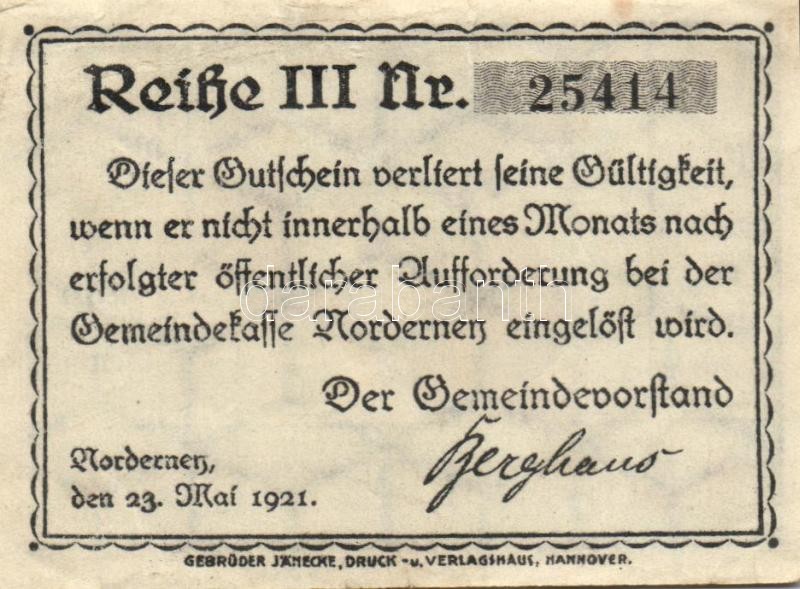 Reihe III Nr. 25414
Dieser Gutschein verliert seine Gültigkeit,
wenn er nicht innerhalb eines Monats nach
erfolgter öffentlicher Aufforderung bei der
Gemeindekasse Norderney eingelöst wird.
Der Gemeindevorstand
Berghaus
Norderney,
den 23. Mai 1921.
GEBRÜDER JÄNECKE, DRUCK -u. VERLAGSHAUS, HANNOVER.
darabanth